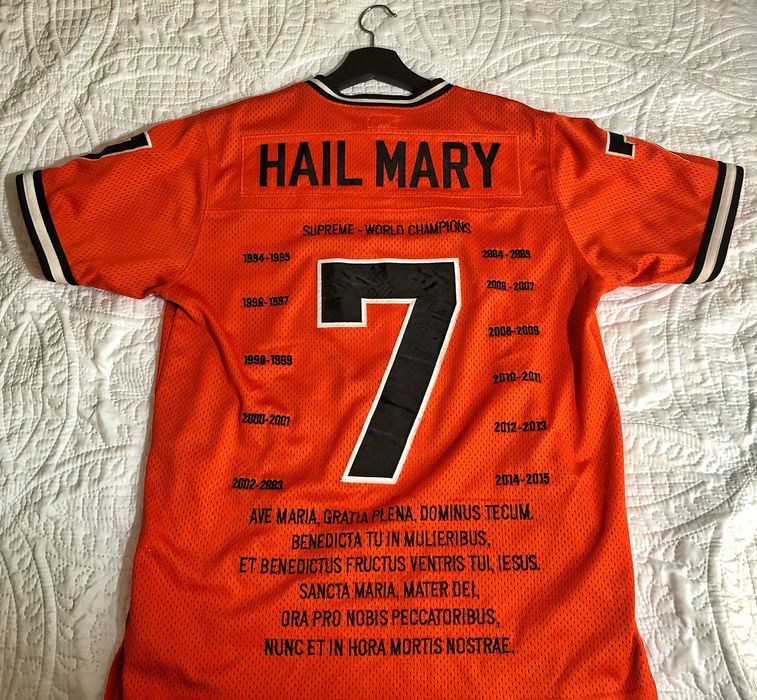 HAIL MARY
SUPREME - WORLD CHAMPIONS
1994-1995
2004-2005
1996-1997
2006-2007
1998-1999
2008-2009
2000-2001
2010-2011
2002-2003
2012-2013
2014-2015
7
AVE MARIA, GRATIA PLENA, DOMINUS TECUM.
BENEDICTA TU IN MULIERIBUS,
ET BENEDICTUS FRUCTUS VENTRIS TUI, IESUS.
SANCTA MARIA, MATER DEI,
ORA PRO NOBIS PECCATORIBUS,
NUNC ET IN HORA MORTIS NOSTRAE.